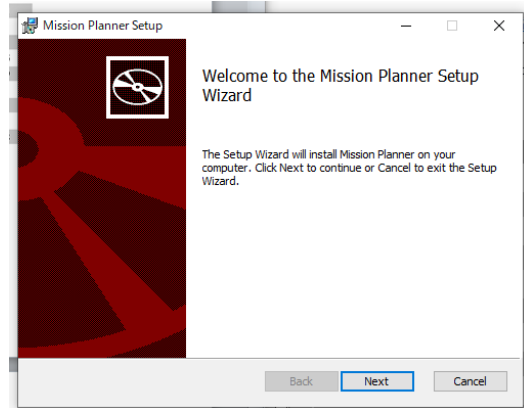 Mission Planner Setup
Welcome to the Mission Planner Setup
Wizard
The Setup Wizard will install Mission Planner on your
computer. Click Next to continue or Cancel to exit the Setup
Wizard.
Back Next Cancel